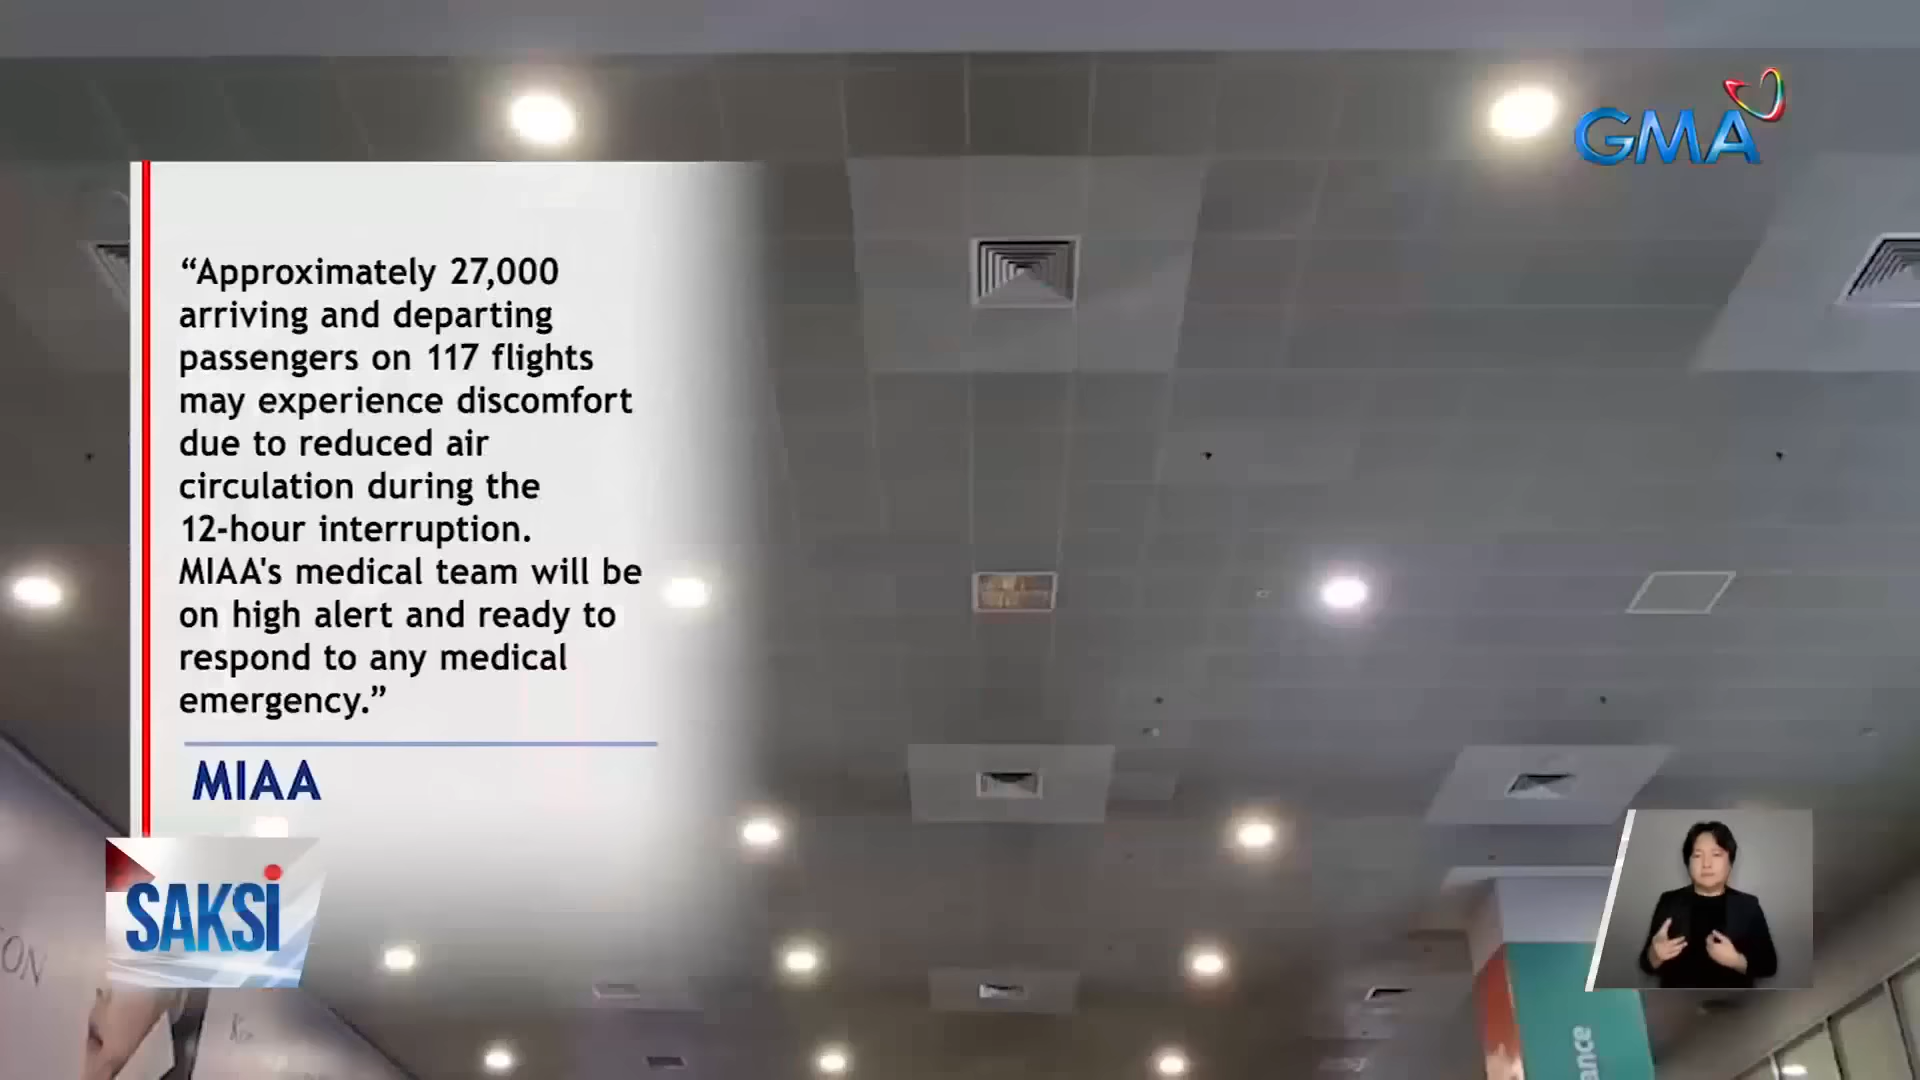 GMA
“Approximately 27,000
arriving and departing
passengers on 117 flights
may experience discomfort
due to reduced air
circulation during the
12-hour interruption.
MIAA's medical team will be
on high alert and ready to
respond to any medical
emergency.”
MIAA
SAKSI